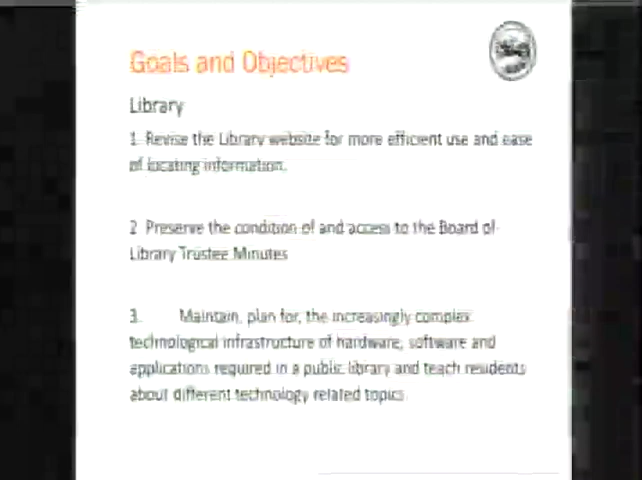 Goals and Objectives
Library
1. Revise the Library website for more efficient use and ease
of locating information.
2. Preserve the condition of and access to the Board of
Library Trustee Minutes
3. Maintain, plan for, the increasingly complex
technological infrastructure of hardware, software and
applications required in a public library and teach residents
about different technology related topics